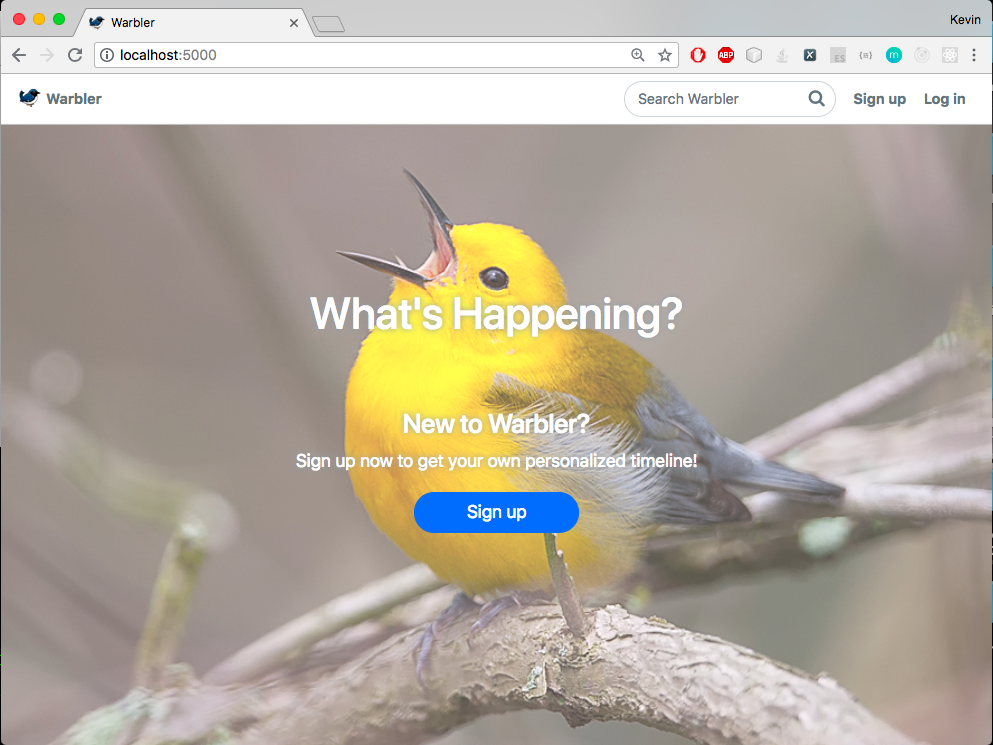 Warbler
Kevin
localhost:5000
ABP
X
ES
m
Warbler
Search Warbler
Sign up
Log in
What's Happening?
New to Warbler?
Sign up now to get your own personalized timeline!
Sign up